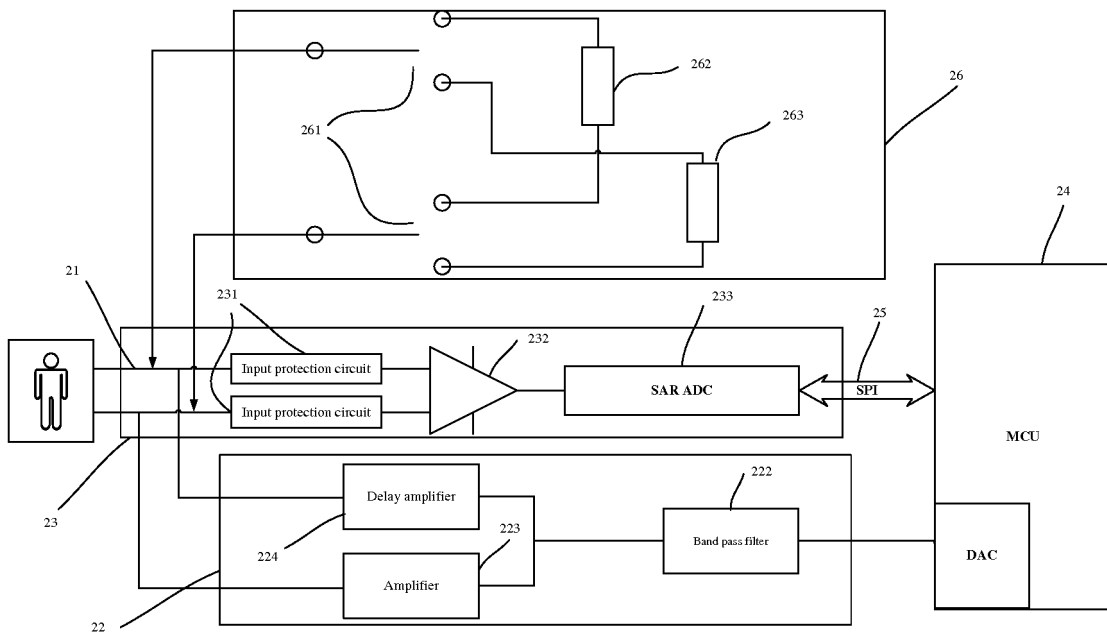 262
26
263
261
24
21
231
233
25
232
Input protection circuit
SAR ADC
SPI
Input protection circuit
MCU
23
222
Delay amplifier
224
223
Band pass filter
DAC
Amplifier
22